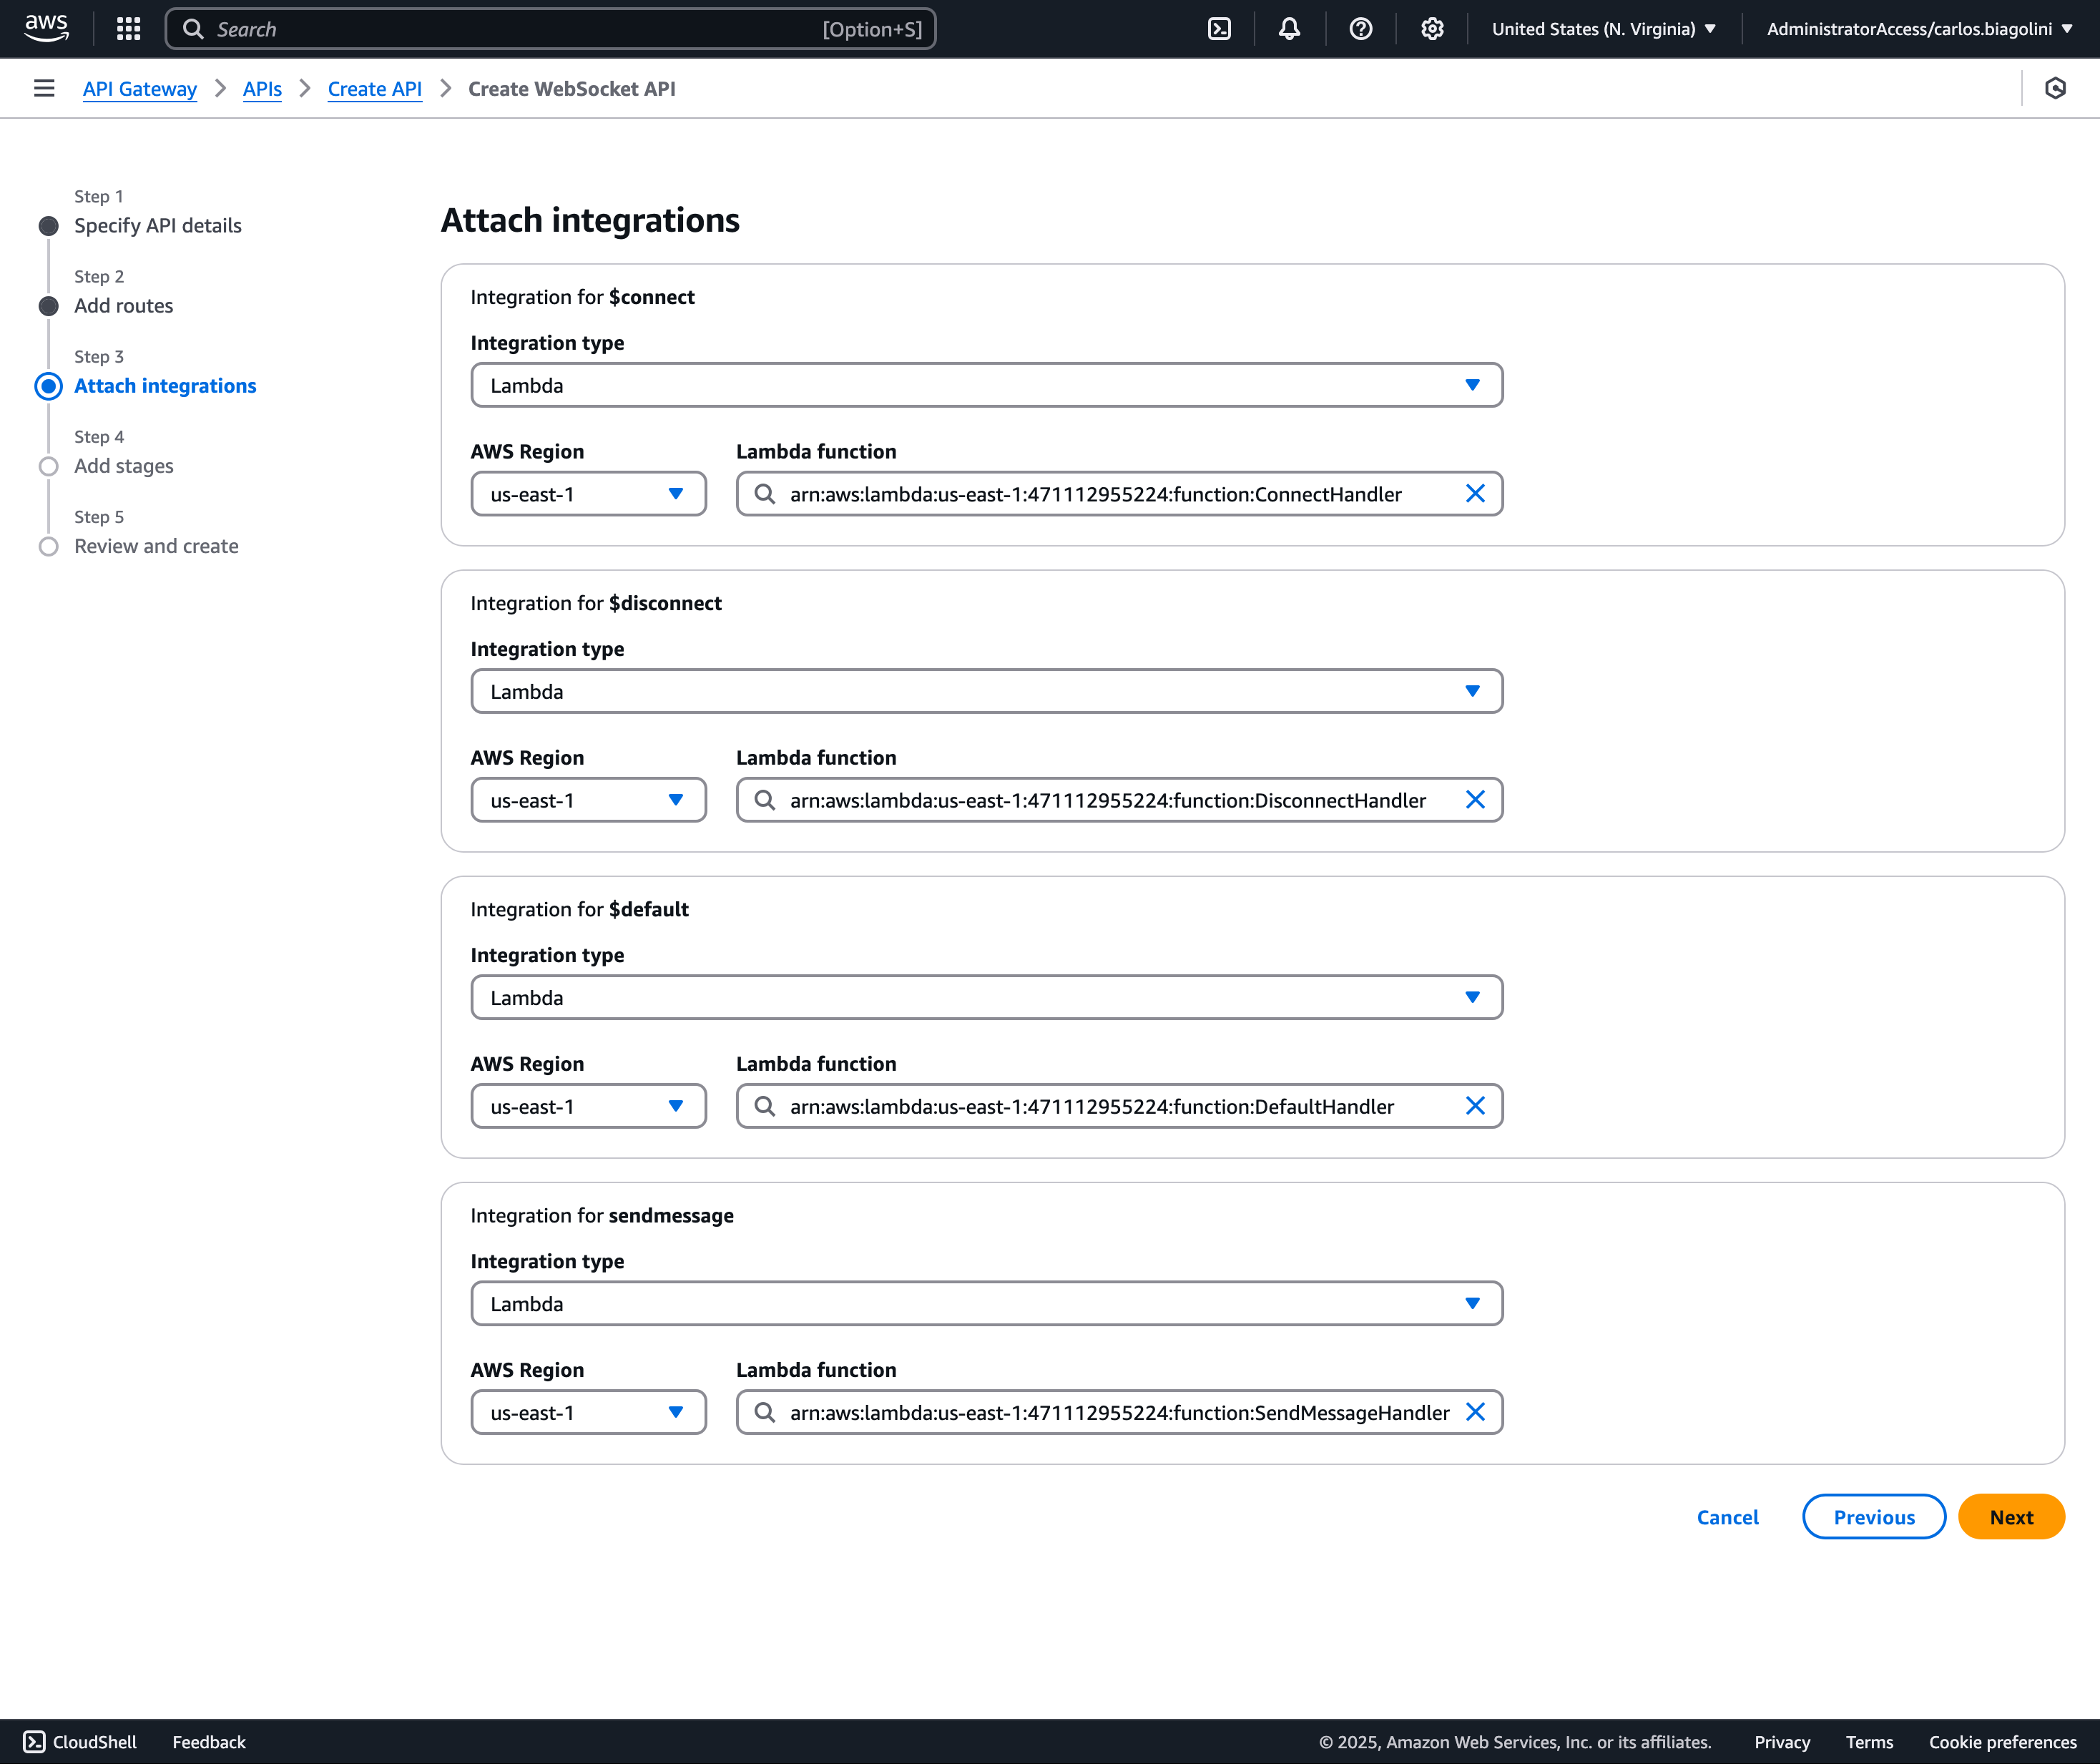 aws
Search [Option+S]
United States (N. Virginia)
AdministratorAccess/carlos.biagolini
API Gateway
APIs
Create API
Create WebSocket API
Step 1
Specify API details
Step 2
Add routes
Step 3
Attach integrations
Step 4
Add stages
Step 5
Review and create
Attach integrations
Integration for $connect
Integration type
Lambda
AWS Region Lambda function
us-east-1 arn:aws:lambda:us-east-1:471112955224:function:ConnectHandler
Integration for $disconnect
Integration type
Lambda
AWS Region Lambda function
us-east-1 arn:aws:lambda:us-east-1:471112955224:function:DisconnectHandler
Integration for $default
Integration type
Lambda
AWS Region Lambda function
us-east-1 arn:aws:lambda:us-east-1:471112955224:function:DefaultHandler
Integration for sendmessage
Integration type
Lambda
AWS Region Lambda function
us-east-1 arn:aws:lambda:us-east-1:471112955224:function:SendMessageHandler
Cancel Previous Next
CloudShell Feedback © 2025, Amazon Web Services, Inc. or its affiliates. Privacy Terms Cookie preferences